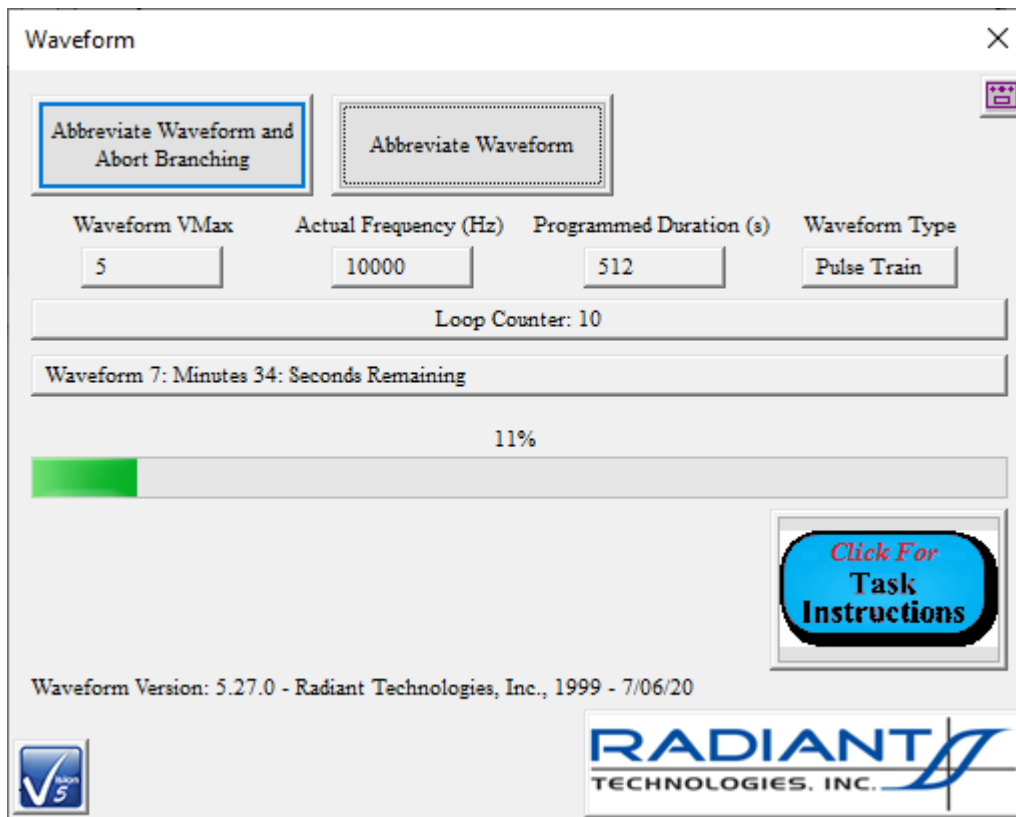 Waveform
Abbreviate Waveform and
Abort Branching
Abbreviate Waveform
Waveform VMax
Actual Frequency (Hz)
Programmed Duration (s)
Waveform Type
5
10000
512
Pulse Train
Loop Counter: 10
Waveform 7: Minutes 34: Seconds Remaining
11%
Click For
Task
Instructions
Waveform Version: 5.27.0 - Radiant Technologies, Inc., 1999 - 7/06/20
Vision
5
RADIANT
TECHNOLOGIES, INC.